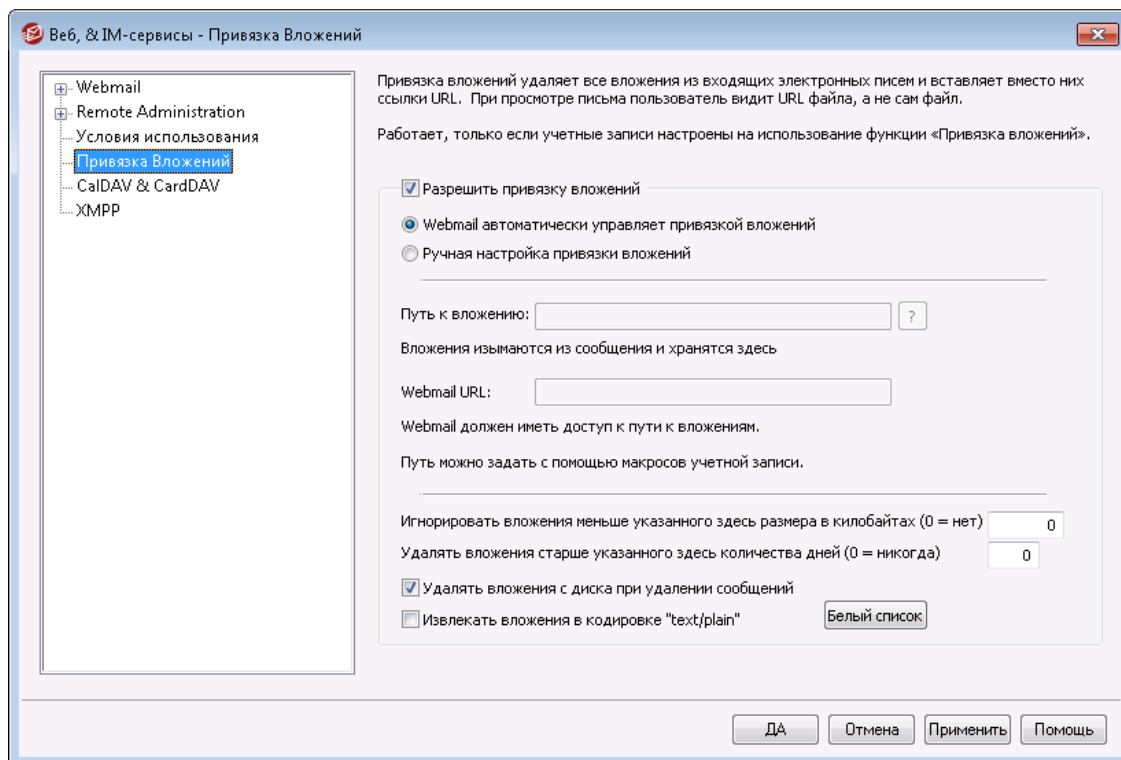 Веб, & IM-сервисы - Привязка Вложений
Webmail
Remote Administration
Условия использования
Привязка Вложений
CalDAV & CardDAV
XMPP
Привязка вложений удаляет все вложения из входящих электронных писем и вставляет вместо них
ссылки URL. При просмотре письма пользователь видит URL файла, а не сам файл.
Работает, только если учетные записи настроены на использование функции «Привязка вложений».
Разрешить привязку вложений
Webmail автоматически управляет привязкой вложений
Ручная настройка привязки вложений
Путь к вложению: ?
Вложения изымаются из сообщения и хранятся здесь
Webmail URL:
Webmail должен иметь доступ к пути к вложениям.
Путь можно задать с помощью макросов учетной записи.
Игнорировать вложения меньше указанного здесь размера в килобайтах (0 = нет) 0
Удалять вложения старше указанного здесь количества дней (0 = никогда) 0
Удалять вложения с диска при удалении сообщений
Извлекать вложения в кодировке "text/plain" Белый список
ДА Отмена Применить Помощь